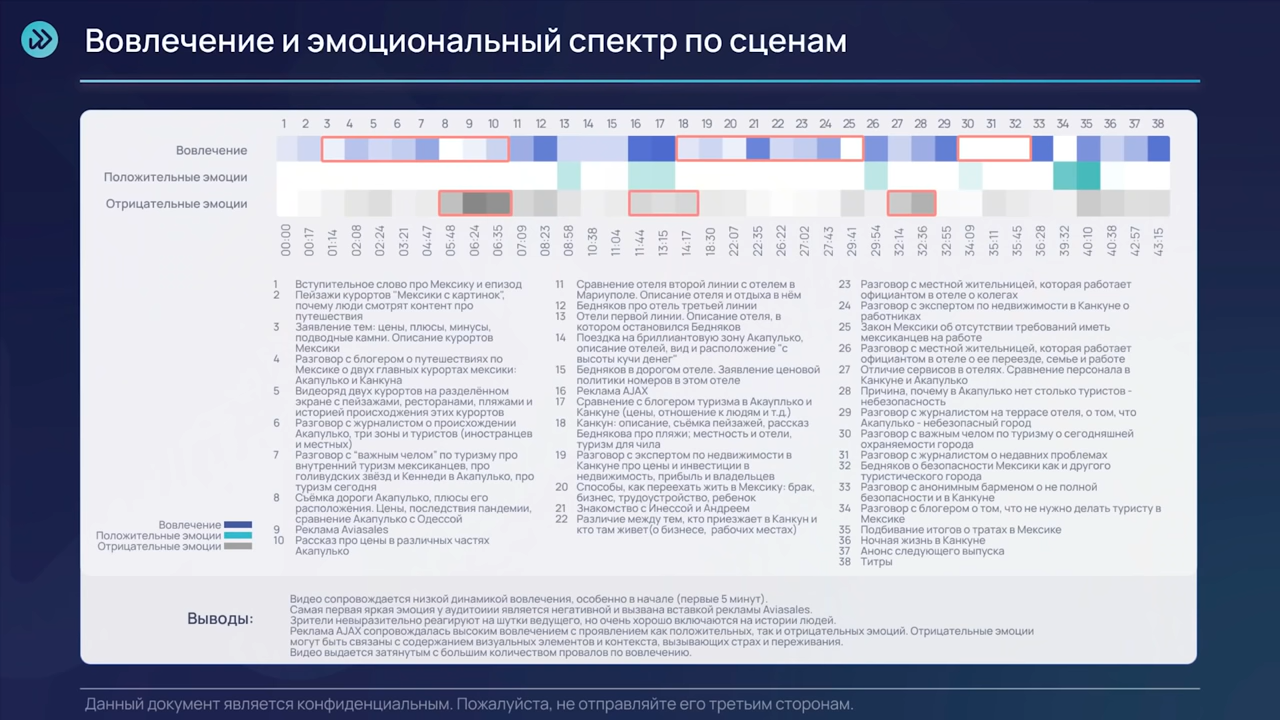 Вовлечение и эмоциональный спектр по сценам
1 2 3 4 5 6 7 8 9 10 11 12 13 14 15 16 17 18 19 20 21 22 23 24 25 26 27 28 29 30 31 32 33 34 35 36 37 38
Вовлечение
Положительные эмоции
Отрицательные эмоции
00:00 00:17 01:14 02:08 02:24 03:21 04:47 05:48 06:24 06:35 07:09 08:23 08:58 10:38 11:04 11:44 13:15 14:17 18:30 22:07 22:35 26:22 27:02 27:43 29:41 29:54 32:14 32:36 32:55 34:09 35:11 35:45 36:28 39:32 40:10 40:38 42:57 43:15
1 Вступительное слово про Мексику и эпизод
2 Пейзажи курортов "Мексики с картинок",
почему люди смотрят контент про
путешествия
3 Заявление тем: цены, плюсы, минусы,
подводные камни. Описание курортов
Мексики
4 Разговор с блогером о путешествиях по
Мексике о двух главных курортах мексики:
Акапулько и Канкуна
5 Видеоряд двух курортов на разделённом
экране с пейзажами, ресторанами, пляжами и
историей происхождения этих курортов
6 Разговор с журналистом о происхождении
Акапулько, три зоны и туристов (иностранцев
и местных)
7 Разговор с "важным челом" по туризму про
внутренний туризм мексиканцев, про
голивудских звёзд и Кеннеди в Акапулько, про
туризм сегодня
8 Съёмка дороги Акапулько, плюсы его
расположения. Цены, последствия пандемии,
сравнение Акапулько с Одессой
9 Реклама Aviasales
10 Рассказ про цены в различных частях
Акапулько
11 Сравнение отеля второй линии с отелем в
Мариуполе. Описание отеля и отдыха в нём
12 Бедняков про отель третьей линии
13 Отели первой линии. Описание отеля, в
котором остановился Бедняков
14 Поездка на бриллиантовую зону Акапулько,
описание отелей, вид и расположение "с
высоты кучи денег"
15 Бедняков в дорогом отеле. Заявление ценовой
политики номеров в этом отеле
16 Реклама AJAX
17 Сравнение с блогером туризма в Акауплько и
Канкуне (цены, отношение к людям и т.д.)
18 Канкун: описание, съёмка пейзажей, рассказ
Беднякова про пляжи; местность и отели,
туризм для чила
19 Разговор с экспертом по недвижимости в
Канкуне про цены и инвестиции в
недвижимость, прибыль и владельцев
20 Способы, как переехать жить в Мексику: брак,
бизнес, трудоустройство, ребенок
21 Знакомство с Инессой и Андреем
22 Различие между тем, кто приезжает в Канкун и
кто там живет(о бизнесе, рабочих местах)
23 Разговор с местной жительницей, которая работает
официантом в отеле о колегах
24 Разговор с экспертом по недвижимости в Канкуне о
работниках
25 Закон Мексики об отсутствии требований иметь
мексиканцев на работе
26 Разговор с местной жительницей, которая работает
официантом в отеле о ее переезде, семье и работе
27 Отличие сервисов в отелях. Сравнение персонала в
Канкуне и Акапулько
28 Причина, почему в Акапулько нет столько туристов -
небезопасность
29 Разговор с журналистом на террасе отеля, о том, что
Акапулько - небезопасный город
30 Разговор с важным челом по туризму о сегодняшней
охраняемости города
31 Разговор с журналистом о недавних проблемах
32 Бедняков о безопасности Мексики как и другого
туристического города
33 Разговор с анонимным барменом о не полной
безопасности и в Канкуне
34 Разговор с блогером о том, что не нужно делать туристу в
Мексике
35 Подбивание итогов о тратах в Мексике
36 Ночная жизнь в Канкуне
37 Анонс следующего выпуска
38 Титры
Вовлечение
Положительные эмоции
Отрицательные эмоции
Выводы:
Видео сопровождается низкой динамикой вовлечения, особенно в начале (первые 5 минут).
Самая первая яркая эмоция у аудитоиии является негативной и вызвана вставкой рекламы Aviasales.
Зрители невыразительно реагируют на шутки ведущего, но очень хорошо включаются на истории людей.
Реклама AJAX сопровождалась высоким вовлечением с проявлением как положительных, так и отрицательных эмоций. Отрицательные эмоции
могут быть связаны с содержанием визуальных элементов и контекста, вызывающих страх и переживания.
Видео выдается затянутым с большим количеством провалов по вовлечению.
Данный документ является конфиденциальным. Пожалуйста, не отправляйте его третьим сторонам.